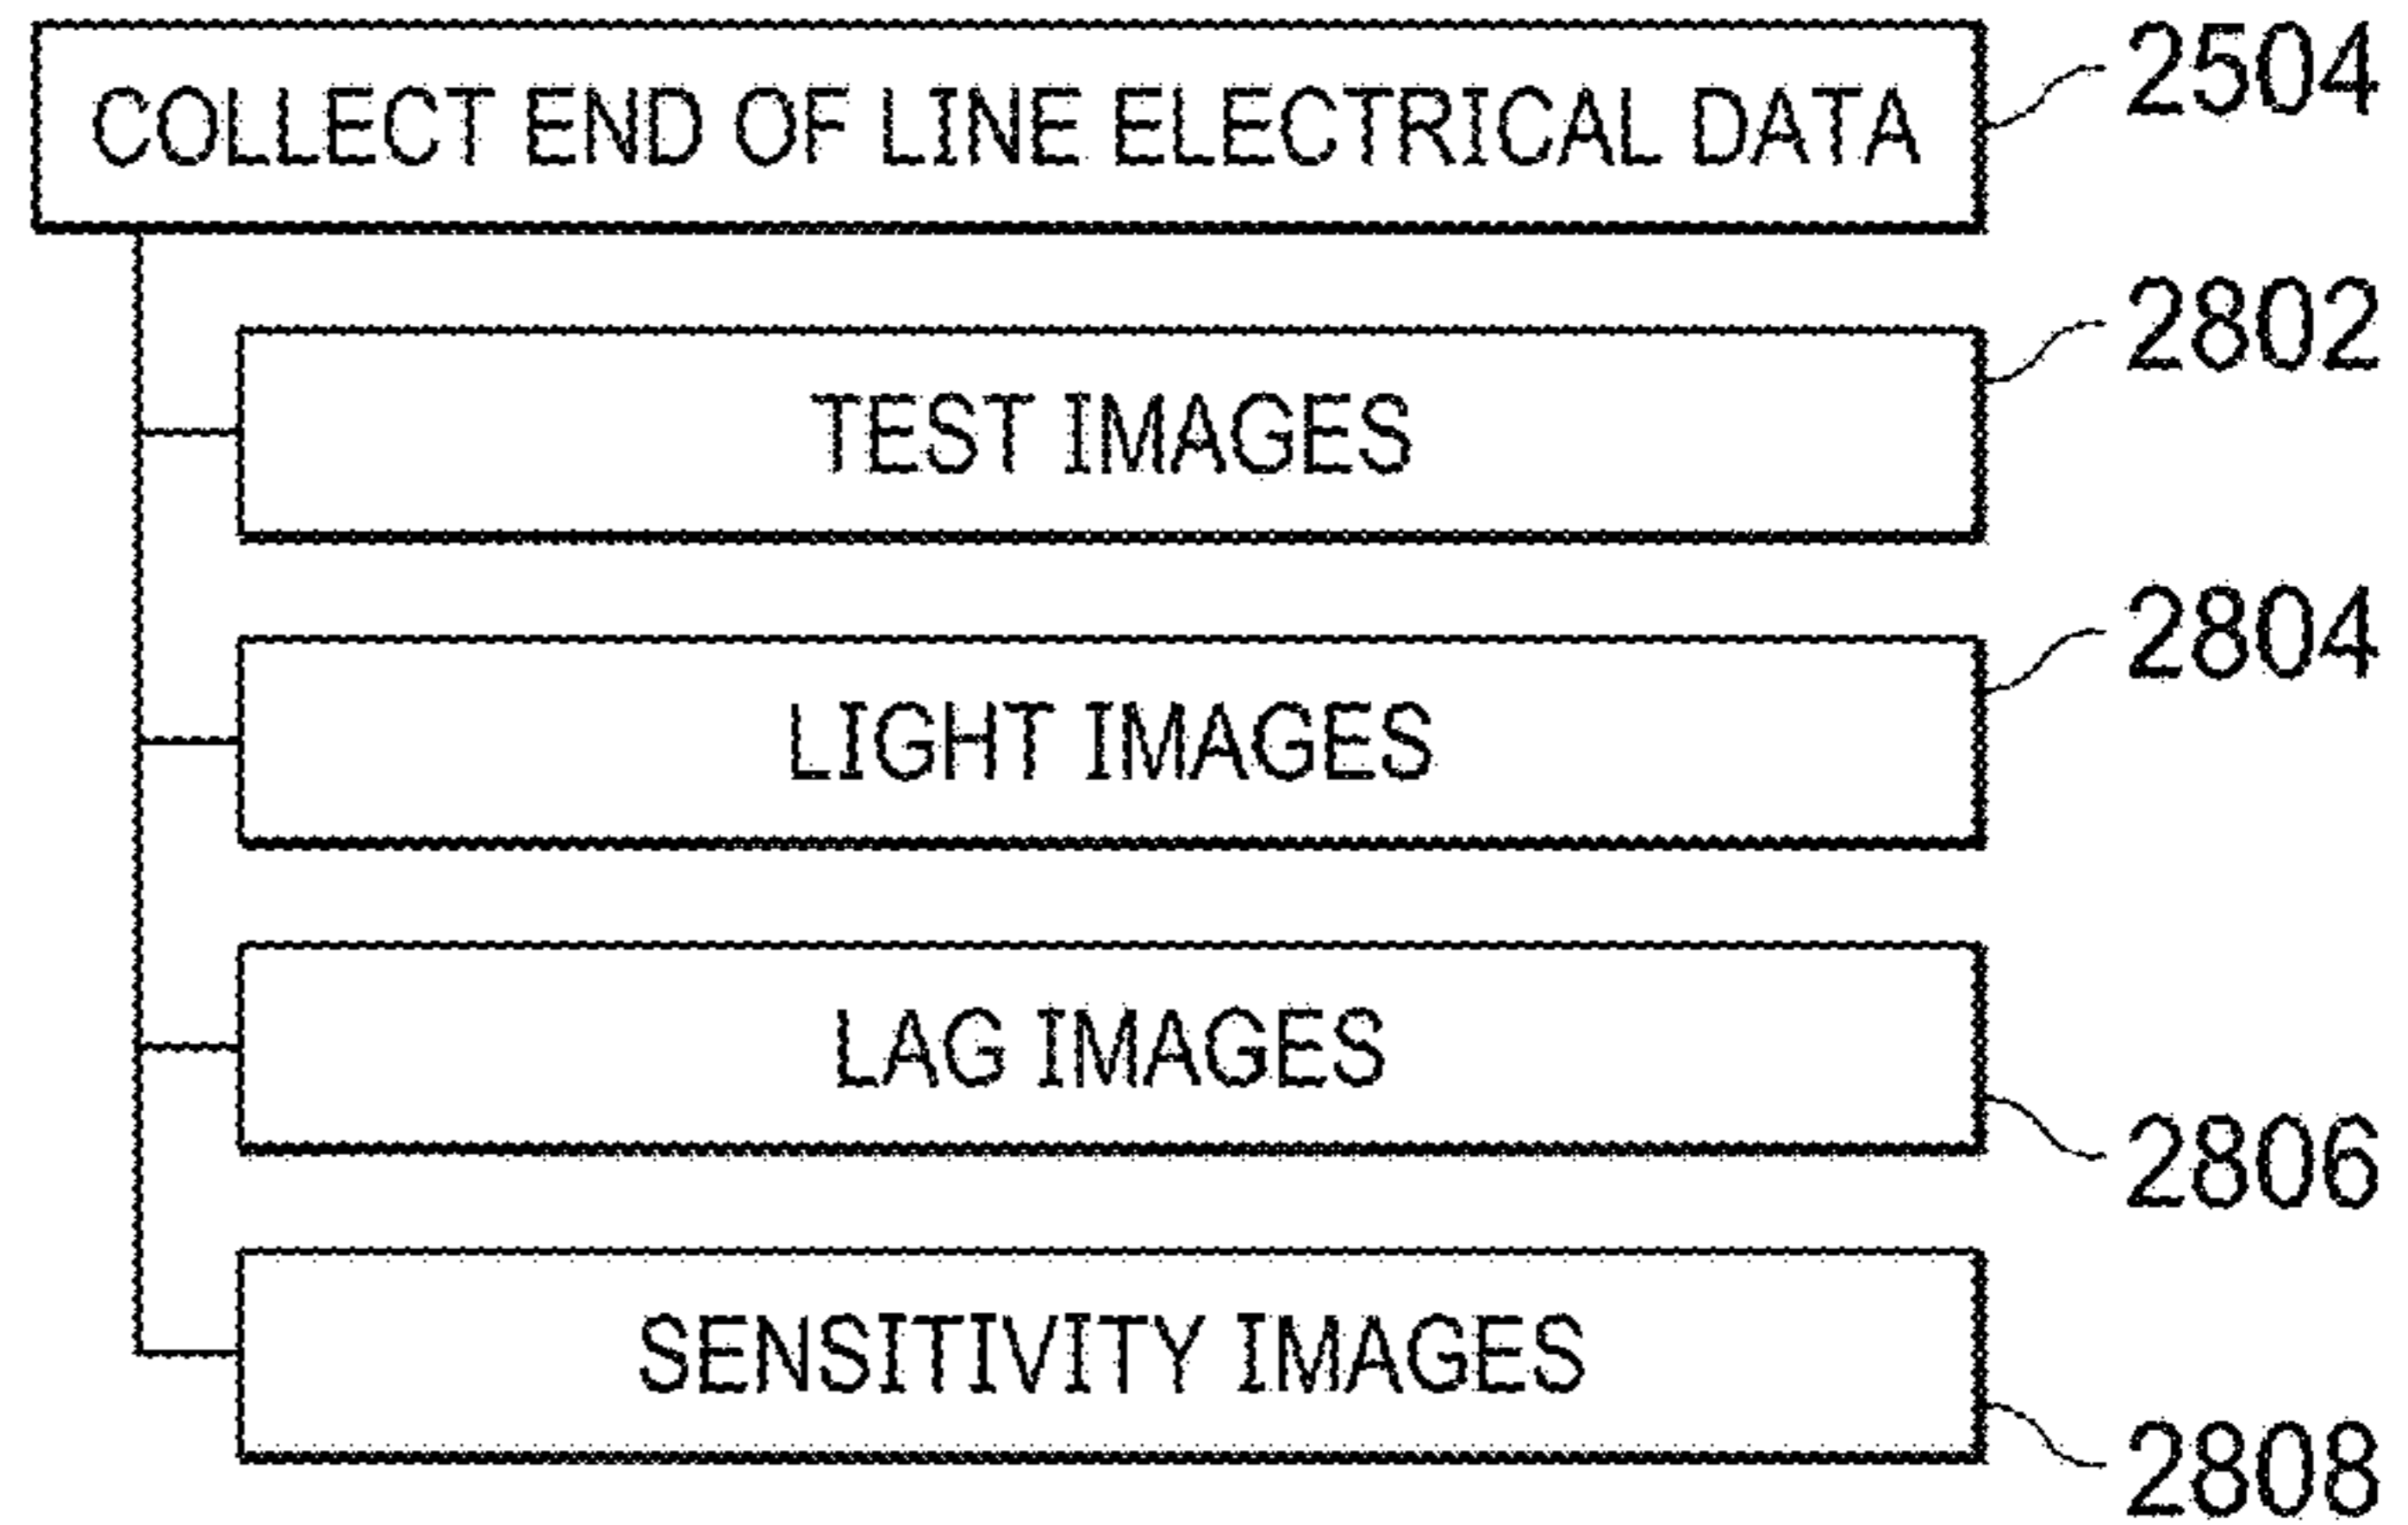 COLLECT END OF LINE ELECTRICAL DATA 2504
TEST IMAGES 2802
LIGHT IMAGES 2804
LAG IMAGES 2806
SENSITIVITY IMAGES 2808